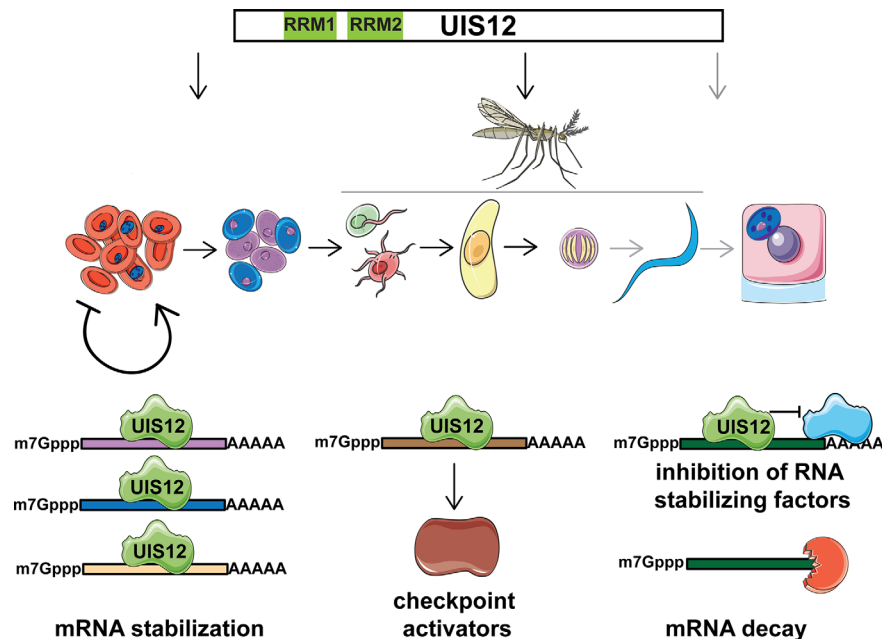 RRM1 RRM2 UIS12
UIS12
m7Gppp AAAAA
UIS12
m7Gppp AAAAA
UIS12
m7Gppp AAAAA
mRNA stabilization
UIS12
m7Gppp AAAAA
checkpoint
activators
UIS12
m7Gppp AAAAA
inhibition of RNA
stabilizing factors
m7Gppp
mRNA decay